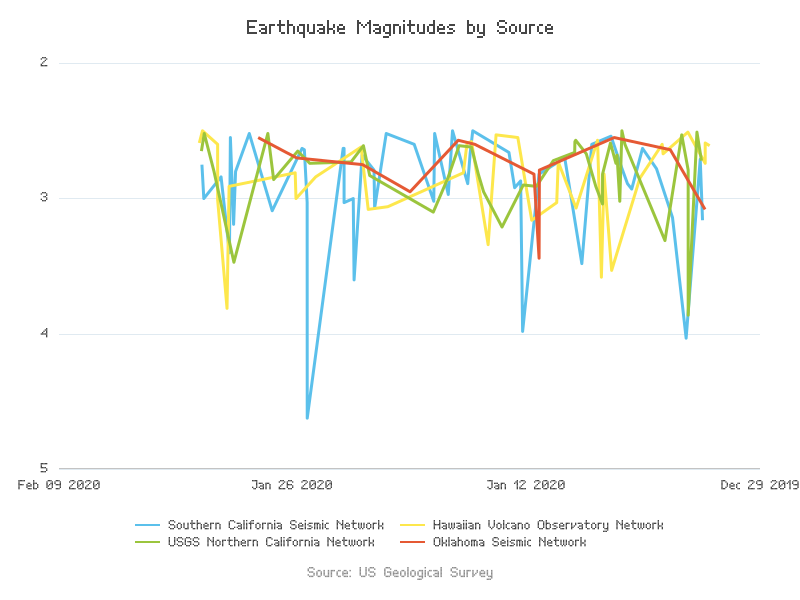 Earthquake Magnitudes by Source
2
3
4
5
Feb 09 2020 Jan 26 2020 Jan 12 2020 Dec 29 2019
Southern California Seismic Network Hawaiian Volcano Observatory Network
USGS Northern California Network Oklahoma Seismic Network
Source: US Geological Survey